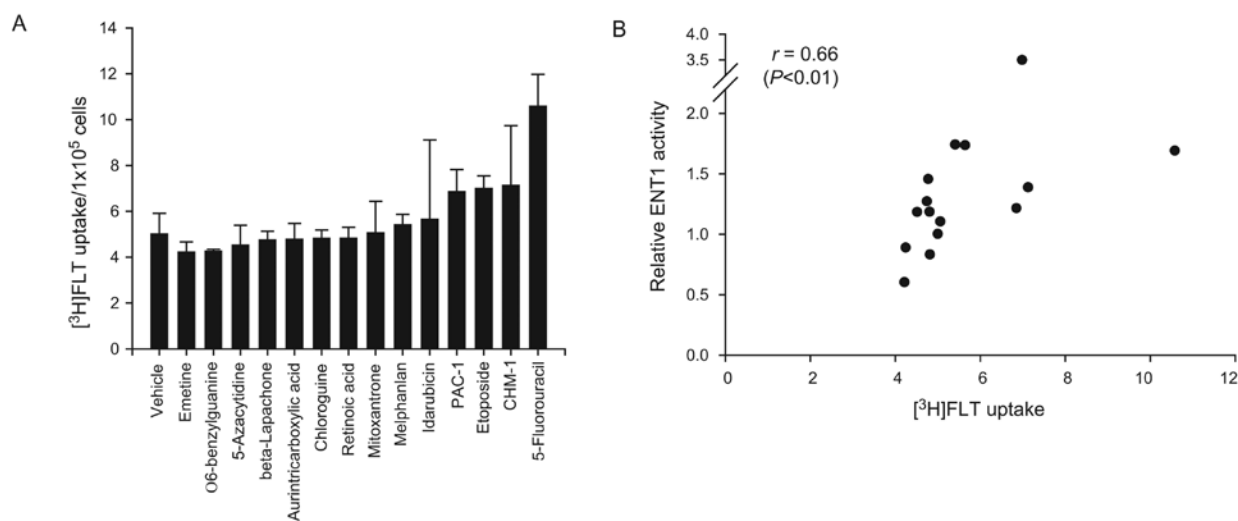 A
[³H]FLT uptake/1x10⁵ cells
14
12
10
8
6
4
2
0
Vehicle
Emetine
O6-benzylguanine
5-Azacytidine
beta-Lapachone
Aurintricarboxylic acid
Chloroguine
Retinoic acid
Mitoxantrone
Melphanlan
Idarubicin
PAC-1
Etoposide
CHM-1
5-Fluorouracil
B
r = 0.66
(P<0.01)
Relative ENT1 activity
4.0
3.5
2.0
1.5
1.0
0.5
0.0
0 2 4 6 8 10 12
[³H]FLT uptake